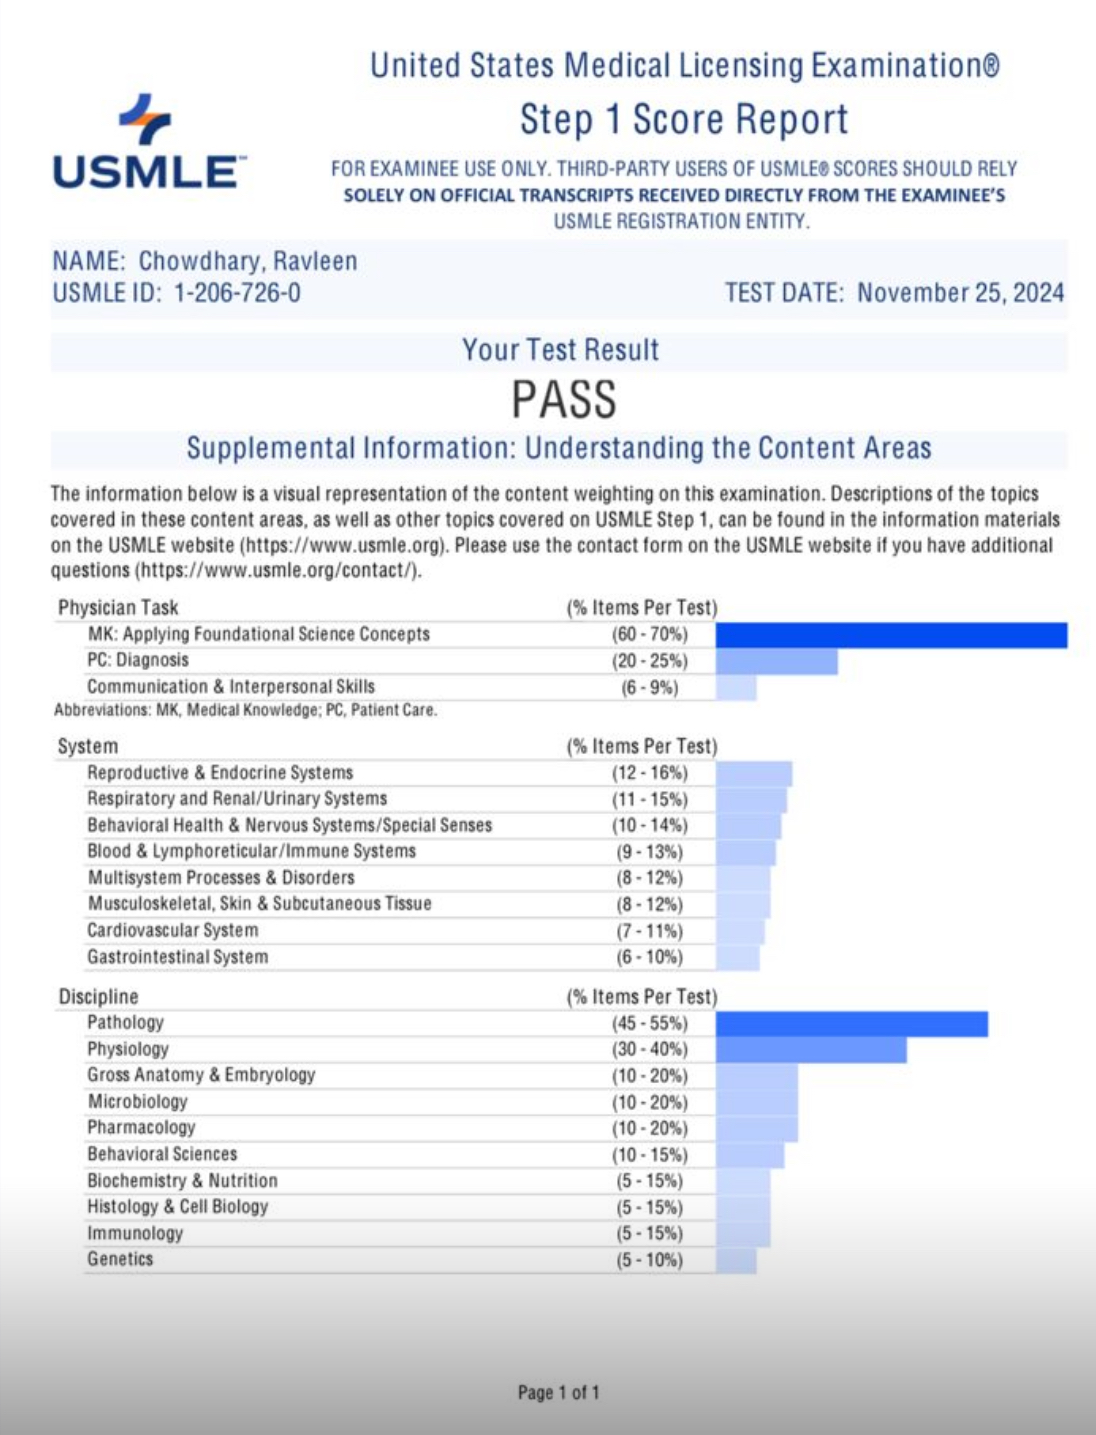 United States Medical Licensing Examination®
Step 1 Score Report
USMLE™
FOR EXAMINEE USE ONLY. THIRD-PARTY USERS OF USMLE® SCORES SHOULD RELY
SOLELY ON OFFICIAL TRANSCRIPTS RECEIVED DIRECTLY FROM THE EXAMINEE'S
USMLE REGISTRATION ENTITY.
NAME: Chowdhary, Ravleen
USMLE ID: 1-206-726-0 TEST DATE: November 25, 2024
Your Test Result
PASS
Supplemental Information: Understanding the Content Areas
The information below is a visual representation of the content weighting on this examination. Descriptions of the topics
covered in these content areas, as well as other topics covered on USMLE Step 1, can be found in the information materials
on the USMLE website (https://www.usmle.org). Please use the contact form on the USMLE website if you have additional
questions (https://www.usmle.org/contact/).
Physician Task (% Items Per Test)
MK: Applying Foundational Science Concepts (60 - 70%)
PC: Diagnosis (20 - 25%)
Communication & Interpersonal Skills (6 - 9%)
Abbreviations: MK, Medical Knowledge; PC, Patient Care.
System (% Items Per Test)
Reproductive & Endocrine Systems (12 - 16%)
Respiratory and Renal/Urinary Systems (11 - 15%)
Behavioral Health & Nervous Systems/Special Senses (10 - 14%)
Blood & Lymphoreticular/Immune Systems (9 - 13%)
Multisystem Processes & Disorders (8 - 12%)
Musculoskeletal, Skin & Subcutaneous Tissue (8 - 12%)
Cardiovascular System (7 - 11%)
Gastrointestinal System (6 - 10%)
Discipline (% Items Per Test)
Pathology (45 - 55%)
Physiology (30 - 40%)
Gross Anatomy & Embryology (10 - 20%)
Microbiology (10 - 20%)
Pharmacology (10 - 20%)
Behavioral Sciences (10 - 15%)
Biochemistry & Nutrition (5 - 15%)
Histology & Cell Biology (5 - 15%)
Immunology (5 - 15%)
Genetics (5 - 10%)
Page 1 of 1